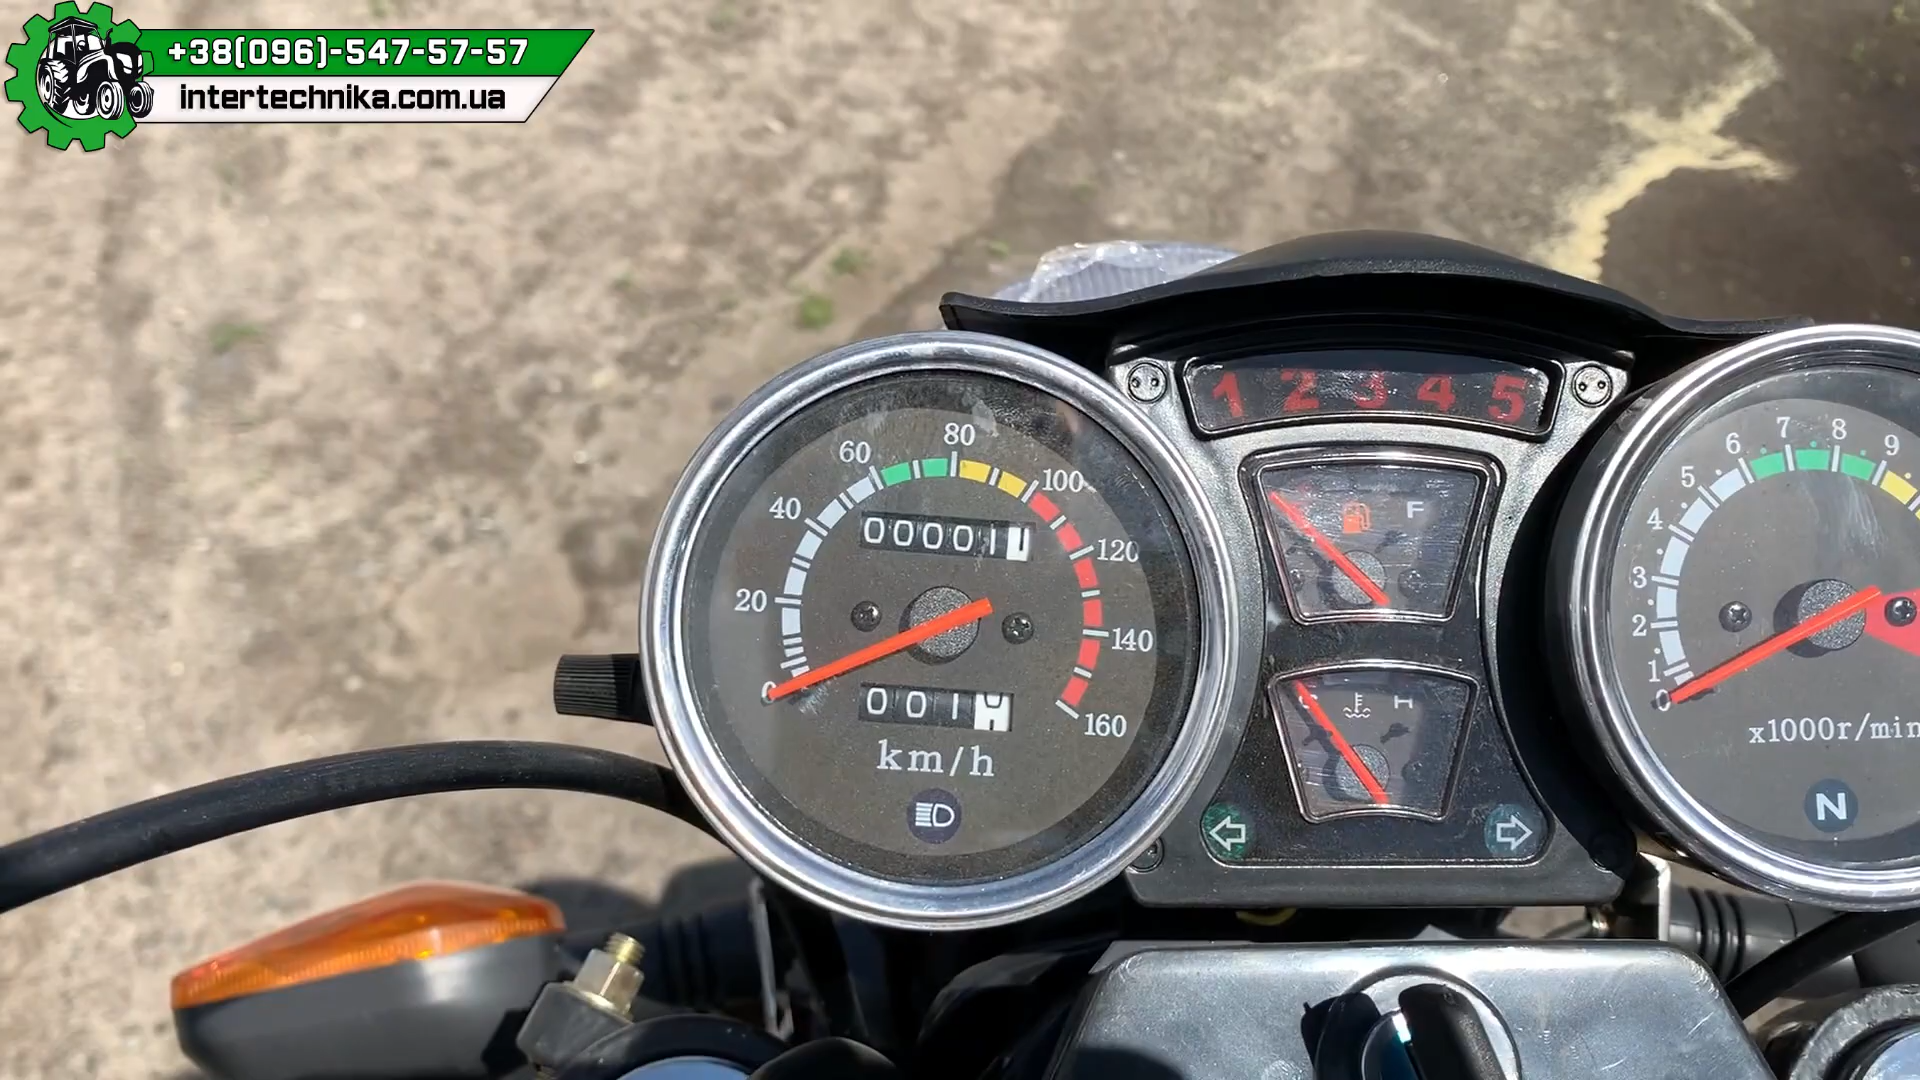 +38(096)-547-57-57
intertechnika.com.ua
1 2 3 4 5
0 20 40 60 80 100 120 140 160
00001
001
km/h
F
C H
0 1 2 3 4 5 6 7 8 9
x1000r/min
N